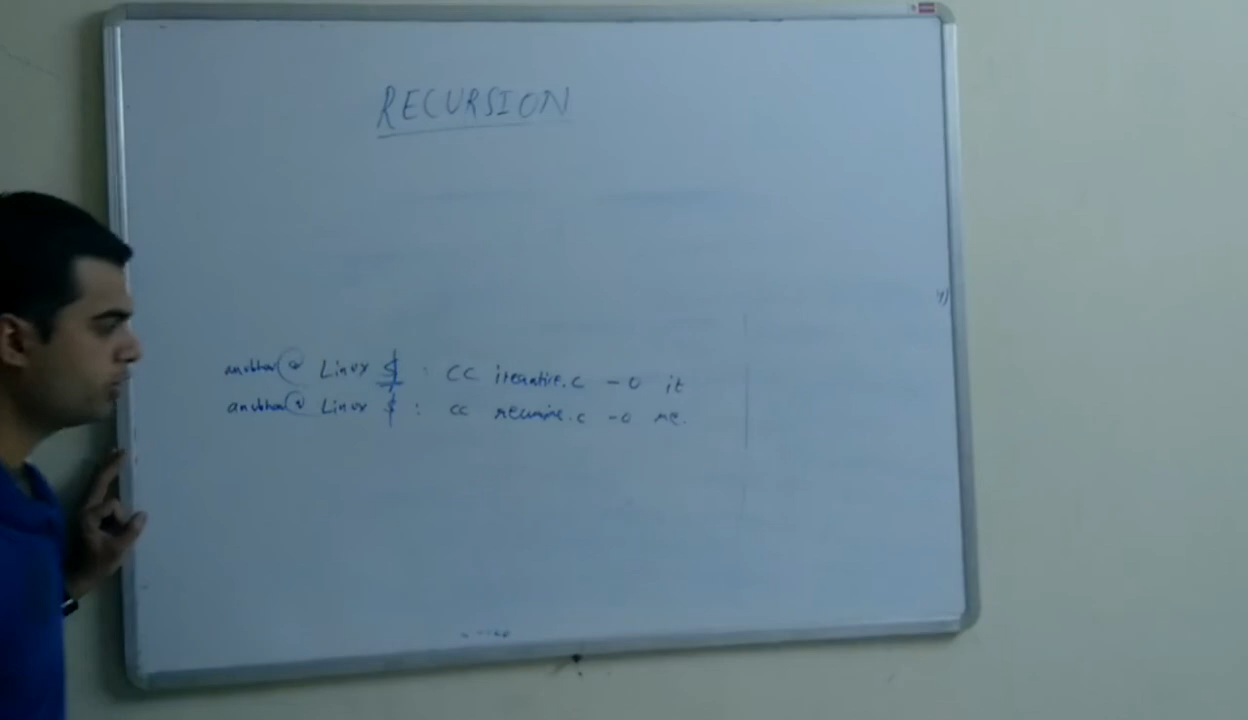 RECURSION
anubhav@ Linux $ : CC iterative.c -o it
anubhav@ Linux $ : cc recursive.c -o re.